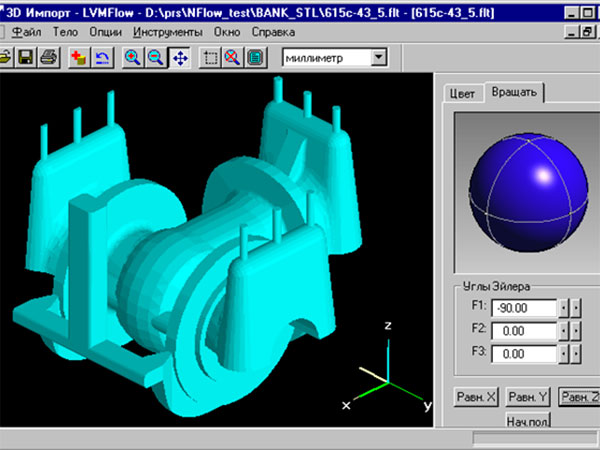 3D Импорт - LVMFlow - D:\prs\NFlow_test\BANK_STL\615c-43_5.flt - [615c-43_5.flt]
Файл Тело Опции Инструменты Окно Справка
миллиметр
Цвет Вращать
Углы Эйлера
F1: -90.00
F2: 0.00
F3: 0.00
z
x y
Равн. X Равн. Y Равн. Z
Нач.пол.